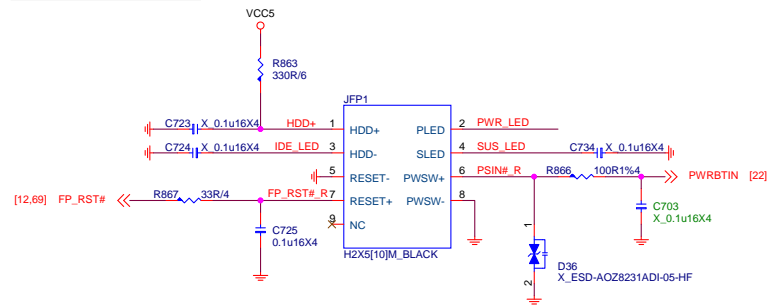 VCC5
R863
330R/6
JFP1
C723 X_0.1u16X4 HDD+ 1 HDD+ PLED 2 PWR_LED
C724 X_0.1u16X4 IDE_LED 3 HDD- SLED 4 SUS_LED C734 X_0.1u16X4
5 RESET- PWSW+ 6 PSIN#_R R866 100R1%4 PWRBTIN [22]
[12,69] FP_RST# R867 33R/4 FP_RST#_R 7 RESET+ PWSW- 8
9 NC
C725
0.1u16X4
C703
X_0.1u16X4
H2X5[10]M_BLACK
1
D36
2 X_ESD-AOZ8231ADI-05-HF